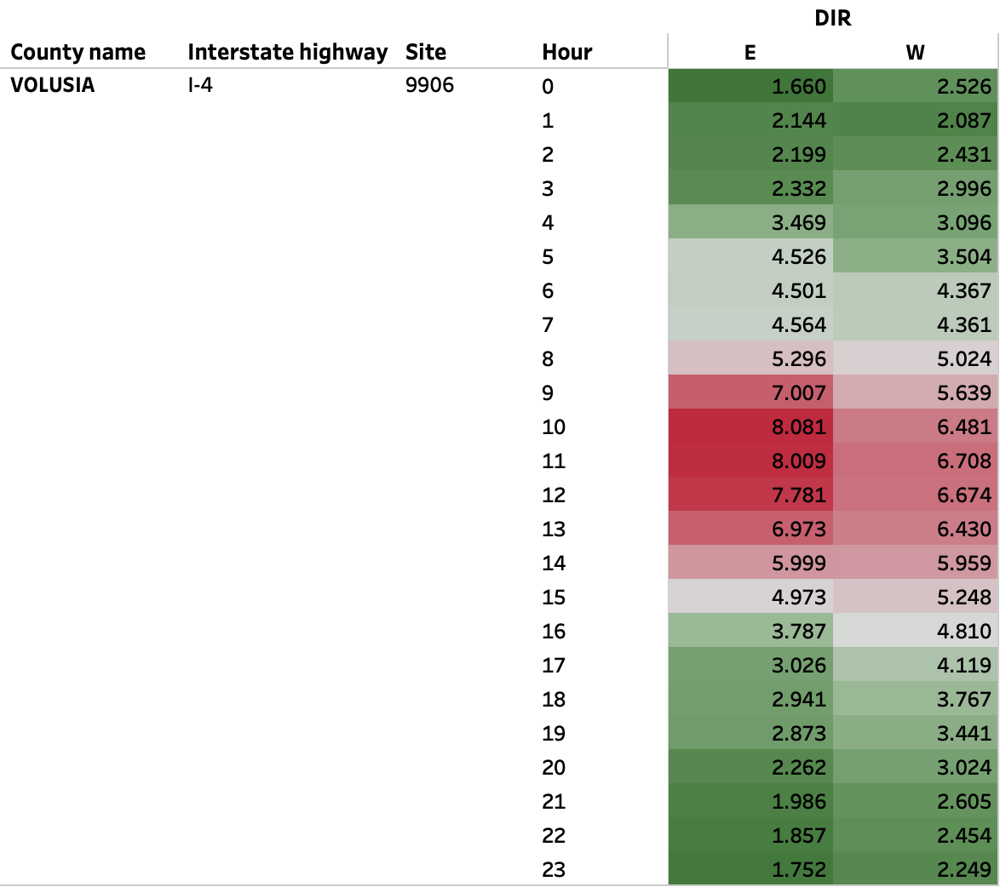 DIR
County name Interstate highway Site Hour E W
VOLUSIA I-4 9906 0 1.660 2.526
1 2.144 2.087
2 2.199 2.431
3 2.332 2.996
4 3.469 3.096
5 4.526 3.504
6 4.501 4.367
7 4.564 4.361
8 5.296 5.024
9 7.007 5.639
10 8.081 6.481
11 8.009 6.708
12 7.781 6.674
13 6.973 6.430
14 5.999 5.959
15 4.973 5.248
16 3.787 4.810
17 3.026 4.119
18 2.941 3.767
19 2.873 3.441
20 2.262 3.024
21 1.986 2.605
22 1.857 2.454
23 1.752 2.249